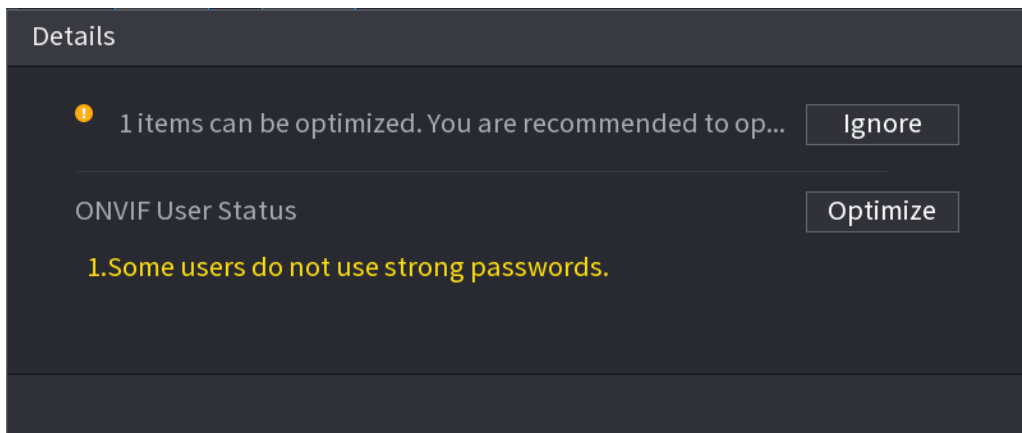 Details
1 items can be optimized. You are recommended to op...
Ignore
ONVIF User Status
Optimize
1.Some users do not use strong passwords.